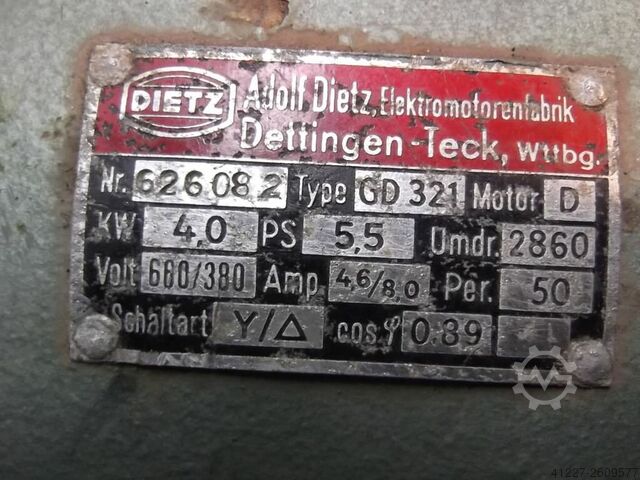 DIETZ Adolf Dietz, Elektromotorenfabrik
Dettingen-Teck, Wttbg.
Nr. 626082 Type GD 321 Motor D
KW 4,0 PS 5,5 Umdr. 2860
Volt 660/380 Amp. 4,6/8,0 Per. 50
Schaltart Y/Δ cos φ 0.89
41227-2609577